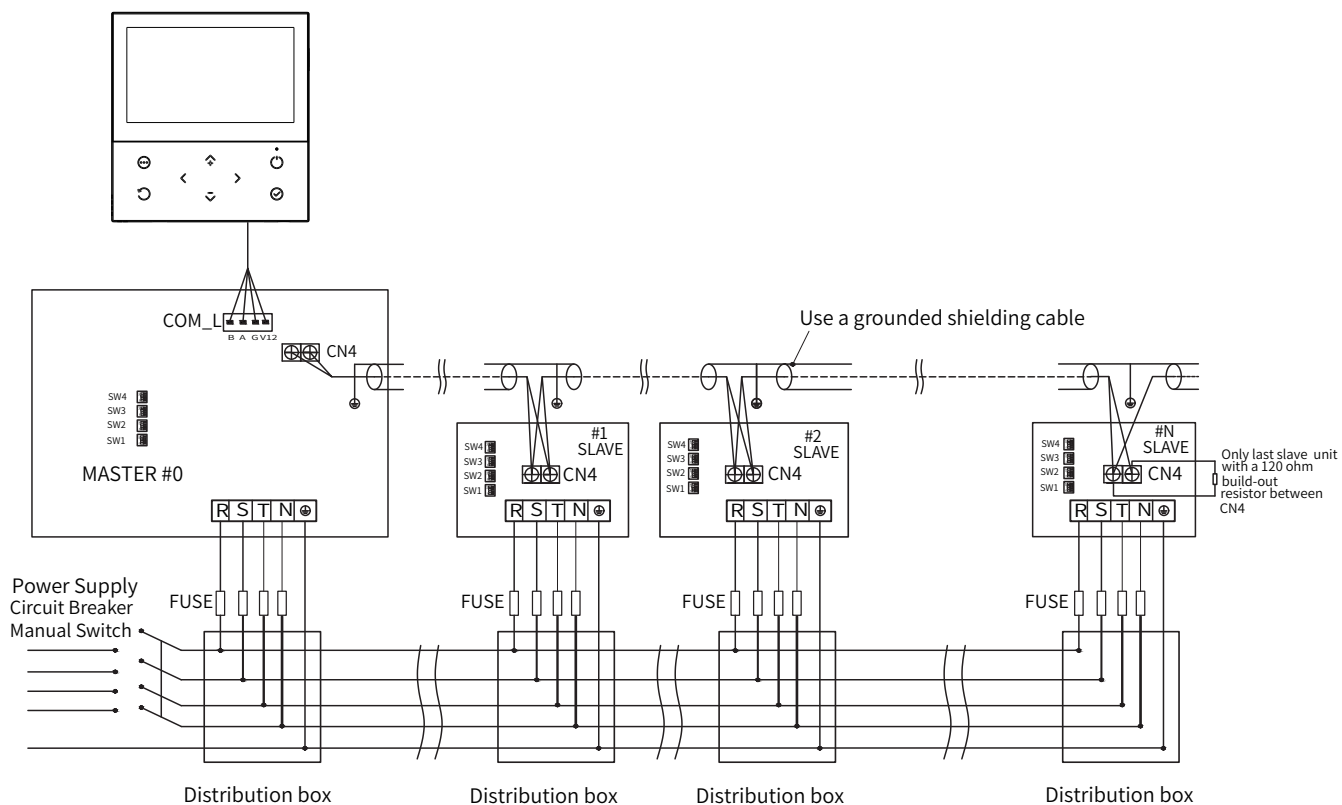 COM_L
B A G V12
CN4
Use a grounded shielding cable
SW4
SW3
SW2
SW1
MASTER #0
R S T N
#1
SLAVE
SW4
SW3
SW2
SW1
CN4
R S T N
#2
SLAVE
SW4
SW3
SW2
SW1
CN4
R S T N
#N
SLAVE
SW4
SW3
SW2
SW1
CN4
R S T N
Only last slave unit
with a 120 ohm
build-out
resistor between
CN4
Power Supply
Circuit Breaker
Manual Switch
FUSE
FUSE
FUSE
FUSE
Distribution box
Distribution box
Distribution box
Distribution box